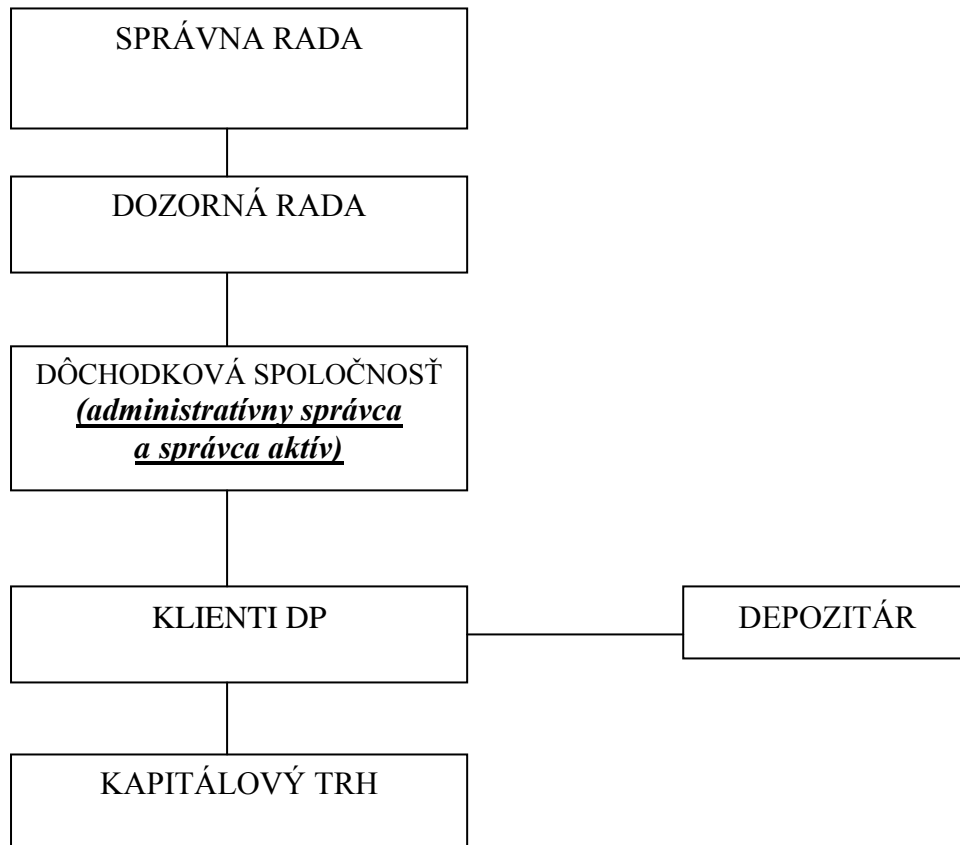 SPRÁVNA RADA
DOZORNÁ RADA
DÔCHODKOVÁ SPOLOČNOSŤ
(administratívny správca
a správca aktív)
KLIENTI DP
DEPOZITÁR
KAPITÁLOVÝ TRH